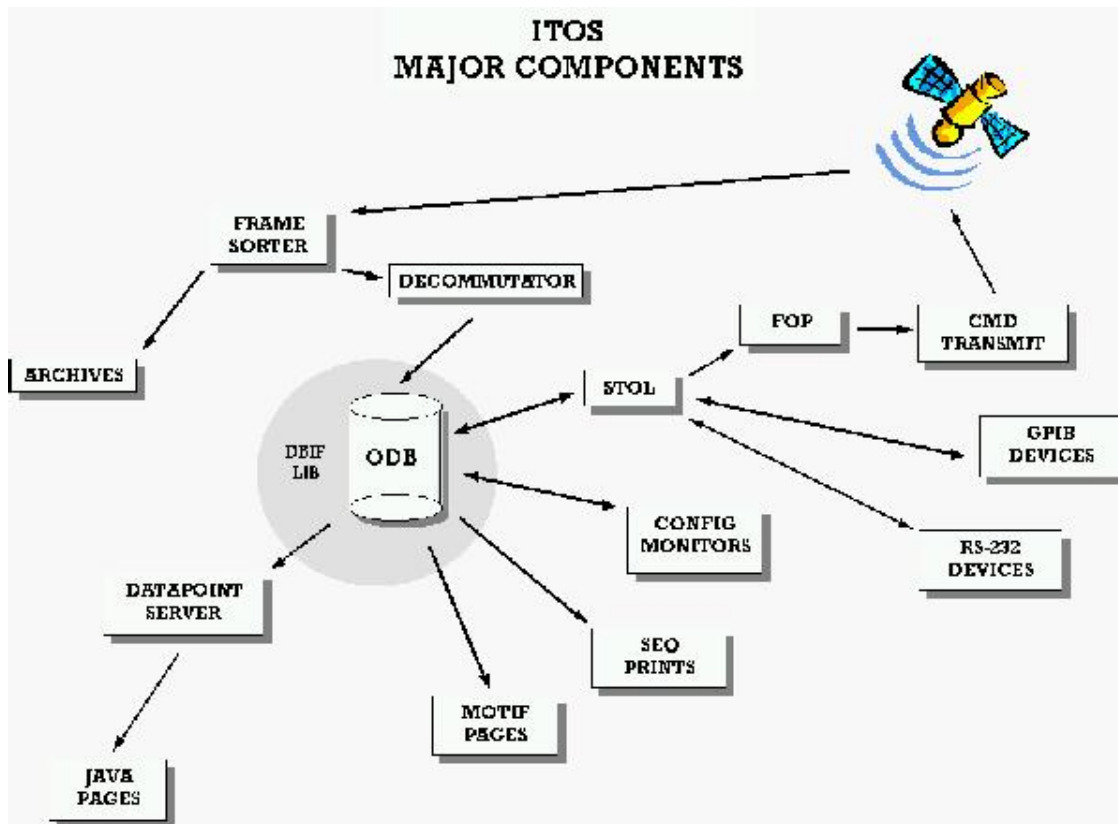 ITOS
MAJOR COMPONENTS
FRAME
SORTER
DECOMMUTATOR
FOP
CMD
TRANSMIT
ARCHIVES
STOL
GPIB
DEVICES
DBIF
LIB
ODB
CONFIG
MONITORS
RS-232
DEVICES
DATAPOINT
SERVER
SEQ
PRINTS
MOTIF
PAGES
JAVA
PAGES